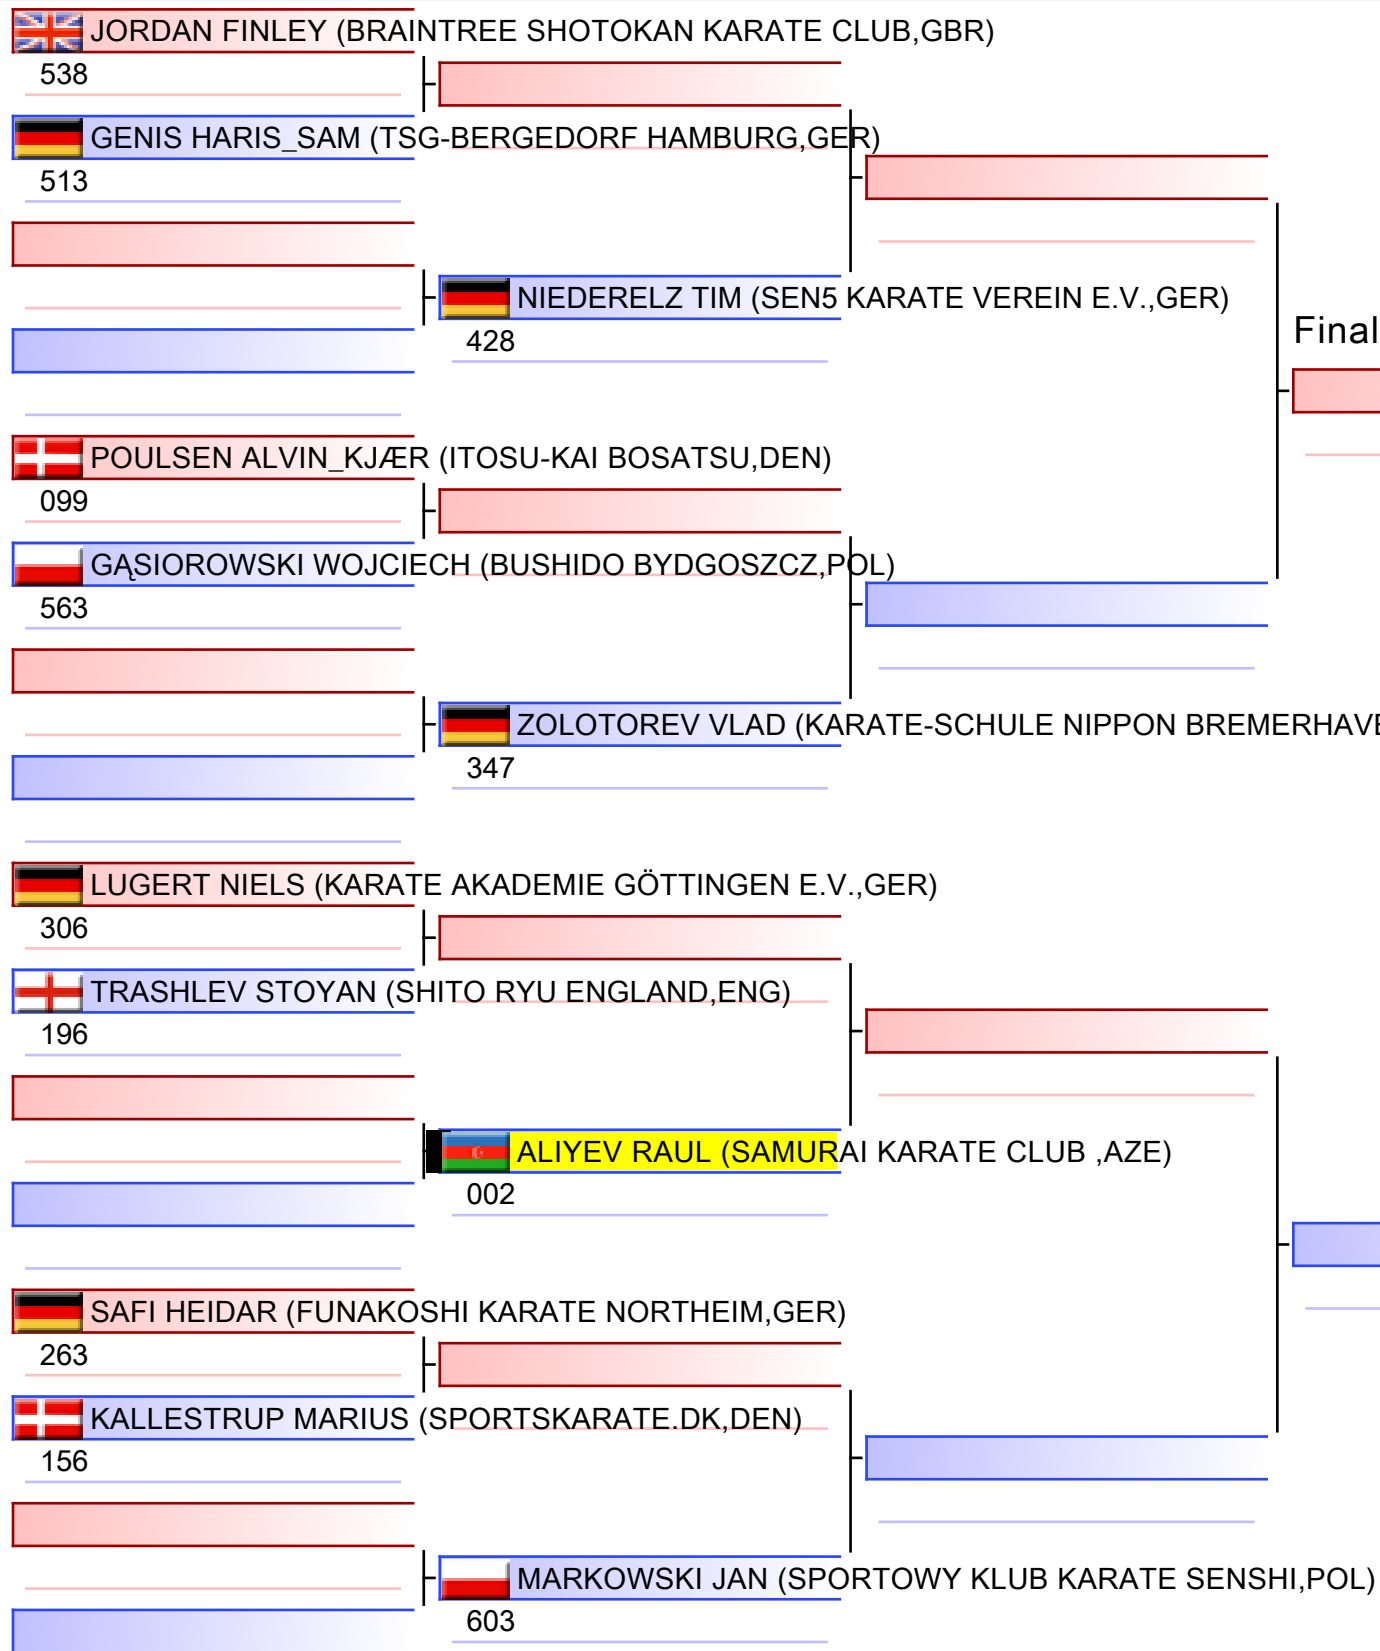 JORDAN FINLEY (BRAINTREE SHOTOKAN KARATE CLUB,GBR)
538
GENIS HARIS_SAM (TSG-BERGEDORF HAMBURG,GER)
513
NIEDERELZ TIM (SEN5 KARATE VEREIN E.V.,GER)
428
Final
POULSEN ALVIN_KJÆR (ITOSU-KAI BOSATSU,DEN)
099
GĄSIOROWSKI WOJCIECH (BUSHIDO BYDGOSZCZ,POL)
563
ZOLOTOREV VLAD (KARATE-SCHULE NIPPON BREMERHAVE
347
LUGERT NIELS (KARATE AKADEMIE GÖTTINGEN E.V.,GER)
306
TRASHLEV STOYAN (SHITO RYU ENGLAND,ENG)
196
ALIYEV RAUL (SAMURAI KARATE CLUB ,AZE)
002
SAFI HEIDAR (FUNAKOSHI KARATE NORTHEIM,GER)
263
KALLESTRUP MARIUS (SPORTSKARATE.DK,DEN)
156
MARKOWSKI JAN (SPORTOWY KLUB KARATE SENSHI,POL)
603